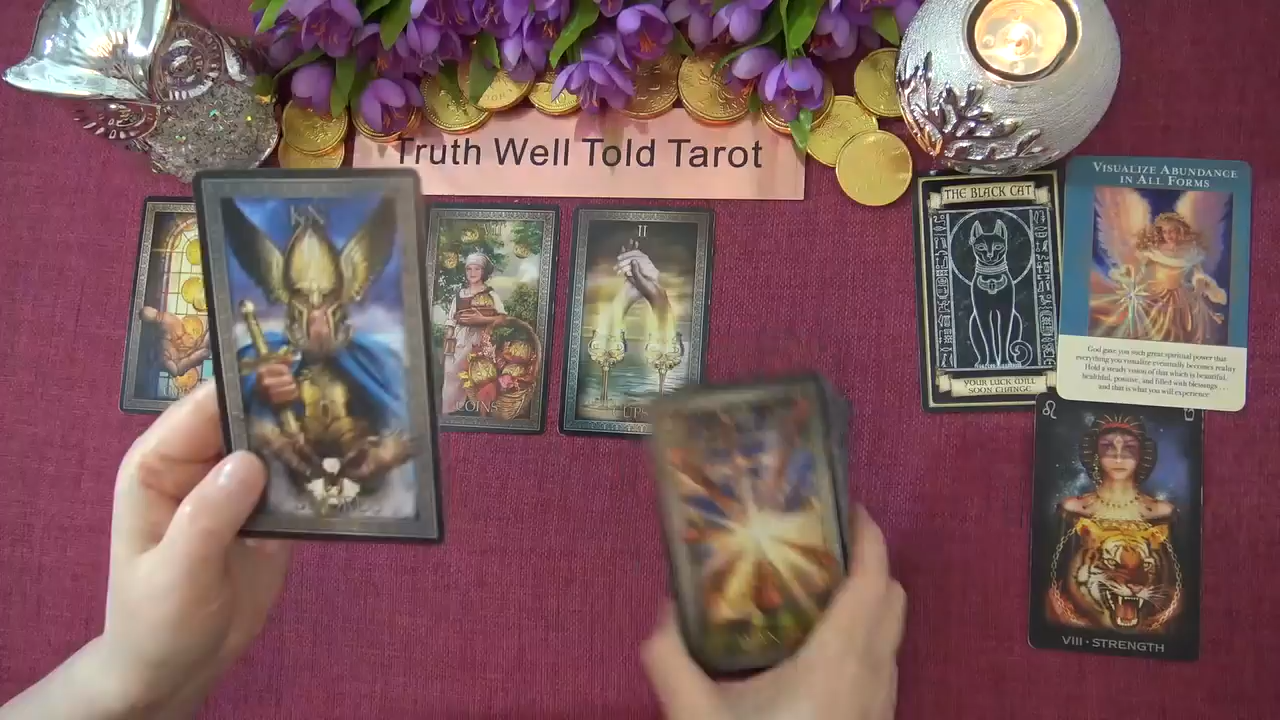 Truth Well Told Tarot
THE BLACK CAT
YOUR LUCK WILL
SOON CHANGE
VISUALIZE ABUNDANCE
IN ALL FORMS
God gave you such great spiritual power that
everything you visualize eventually becomes reality
Hold a steady vision of that which is beautiful,
healthful, positive, and filled with blessings . . .
and that is what you will experience
II
CUPS
COINS
VIII • STRENGTH